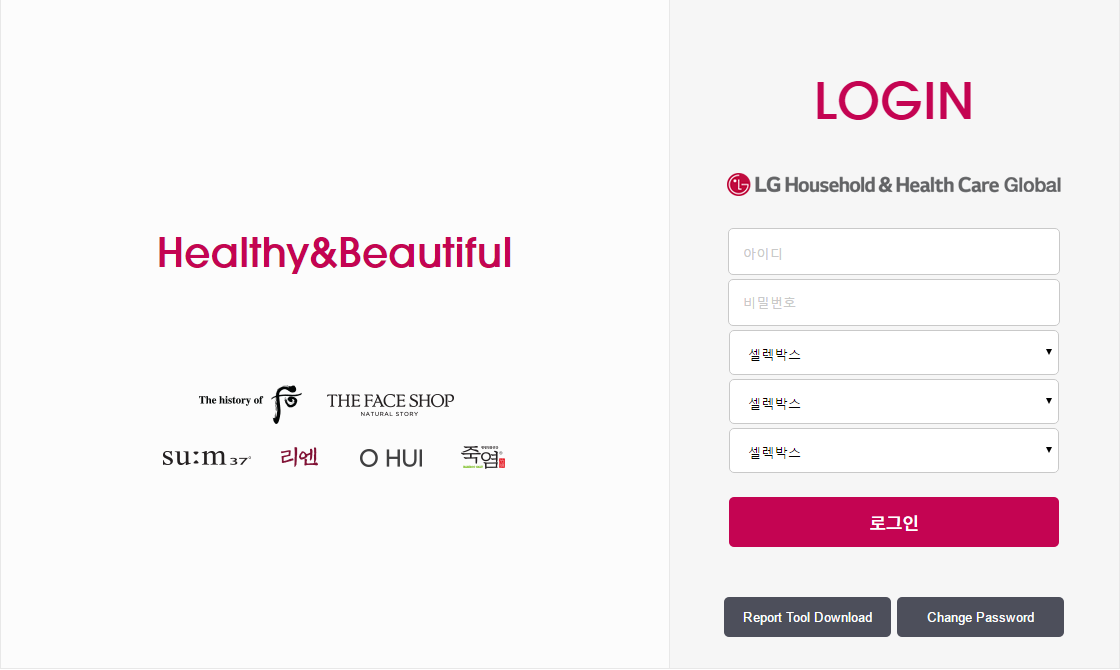 Healthy&Beautiful
The history of 后
THE FACE SHOP
NATURAL STORY
su:m37°
리엔
O HUI
죽염
LOGIN
LG Household & Health Care Global
아이디
비밀번호
셀렉박스
셀렉박스
셀렉박스
로그인
Report Tool Download
Change Password